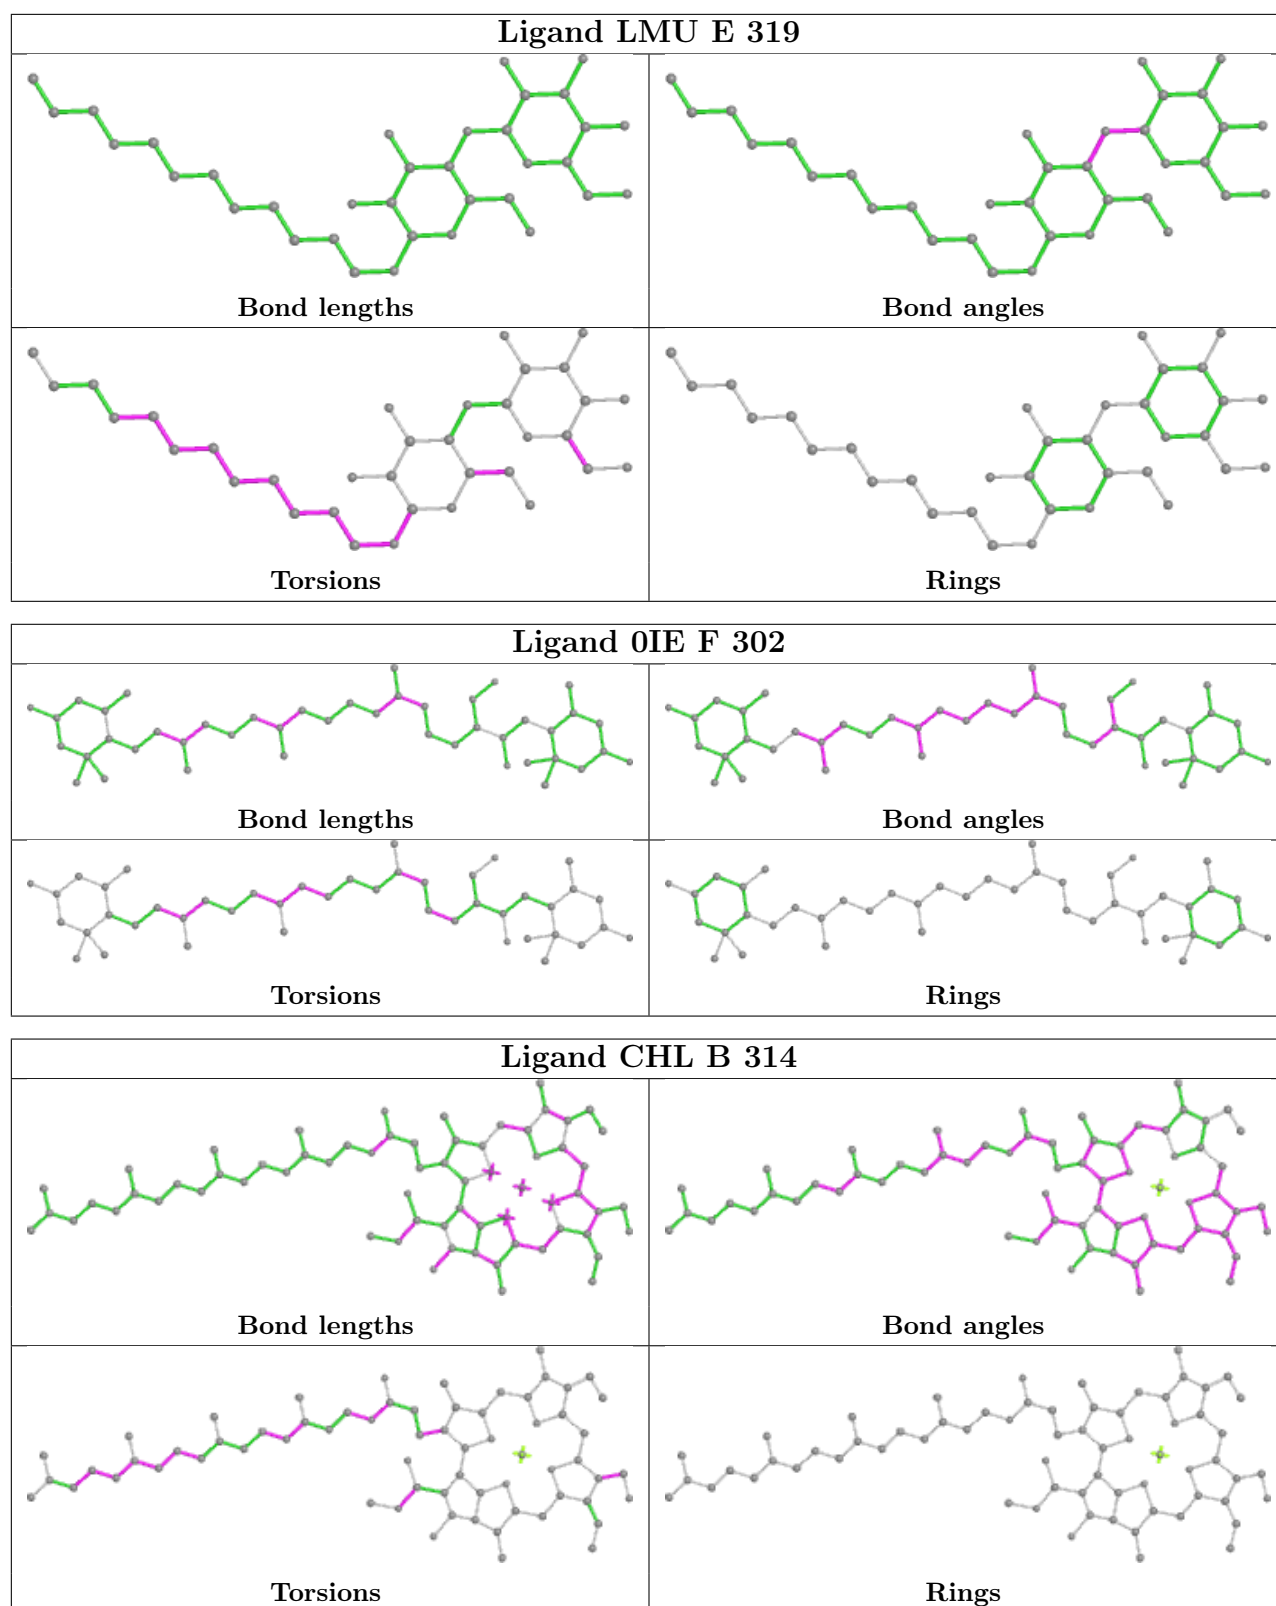 Ligand LMU E 319
Bond lengths
Bond angles
Torsions
Rings
Ligand 0IE F 302
Bond lengths
Bond angles
Torsions
Rings
Ligand CHL B 314
Bond lengths
Bond angles
Torsions
Rings